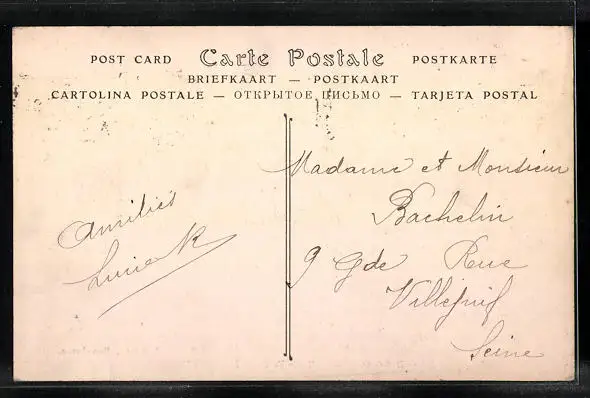 POST CARD Carte Postale POSTKARTE
BRIEFKAART — POSTKAART
CARTOLINA POSTALE — ОТКРЫТОЕ ПИСЬМО — TARJETA POSTAL
Madame et Monsieur
Bachelin
9 Gde Rue
Villejuif
Seine
Amitiés
Lucie R